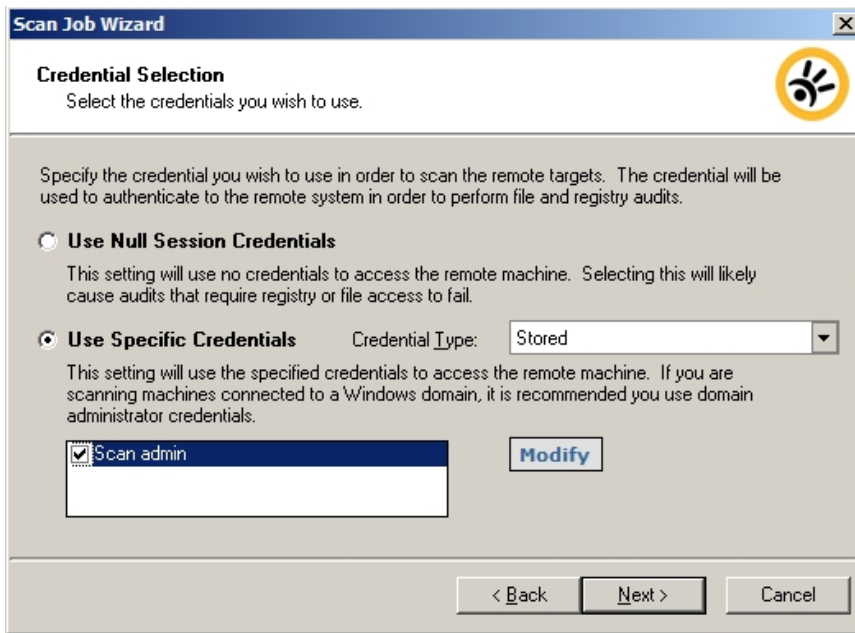 Scan Job Wizard
Credential Selection
Select the credentials you wish to use.
Specify the credential you wish to use in order to scan the remote targets.  The credential will be
used to authenticate to the remote system in order to perform file and registry audits.
Use Null Session Credentials
This setting will use no credentials to access the remote machine.  Selecting this will likely
cause audits that require registry or file access to fail.
Use Specific Credentials Credential Type: Stored
This setting will use the specified credentials to access the remote machine.  If you are
scanning machines connected to a Windows domain, it is recommended you use domain
administrator credentials.
Scan admin Modify
< Back Next > Cancel